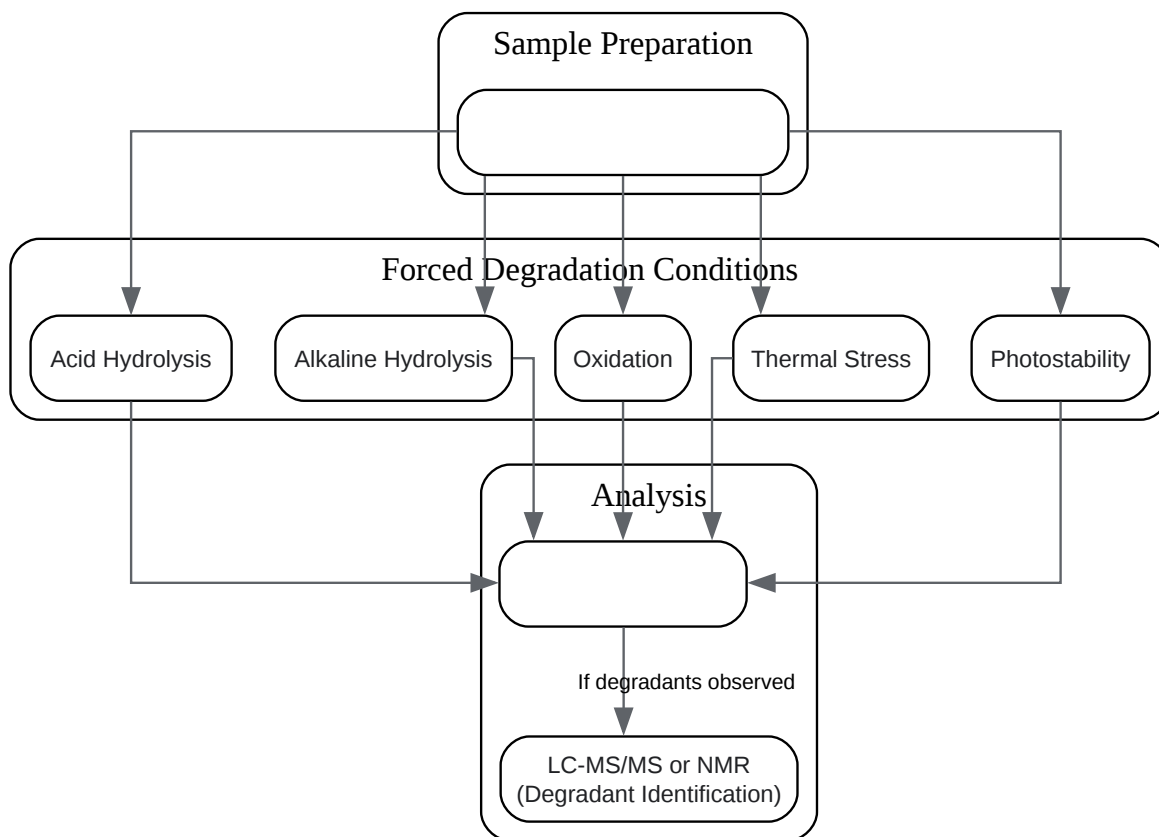 Sample Preparation
Forced Degradation Conditions
Acid Hydrolysis
Alkaline Hydrolysis
Oxidation
Thermal Stress
Photostability
Analysis
If degradants observed
LC-MS/MS or NMR
(Degradant Identification)